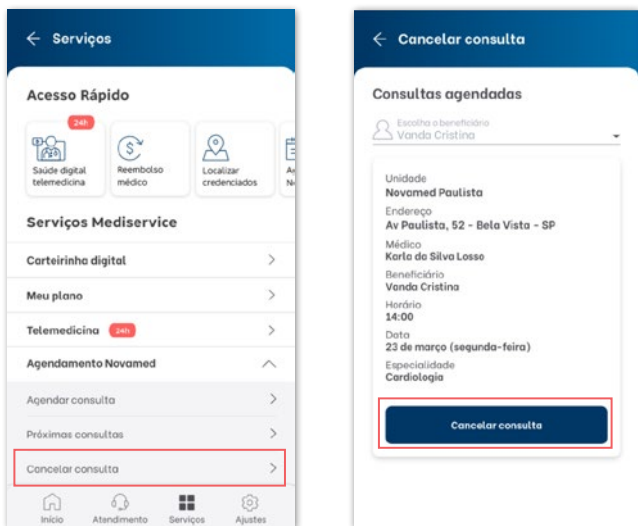 Serviços
Acesso Rápido
24h
Saúde digital
telemedicina
Reembolso
médico
Localizar
credenciados
Serviços Mediservice
Carteirinha digital
Meu plano
Telemedicina 24h
Agendamento Novamed
Agendar consulta
Próximas consultas
Cancelar consulta
Início Atendimento Serviços Ajustes
Cancelar consulta
Consultas agendadas
Escolha o beneficiário
Vanda Cristina
Unidade
Novamed Paulista
Endereço
Av Paulista, 52 - Bela Vista - SP
Médico
Karla da Silva Losso
Beneficiário
Vanda Cristina
Horário
14:00
Data
23 de março (segunda-feira)
Especialidade
Cardiologia
Cancelar consulta